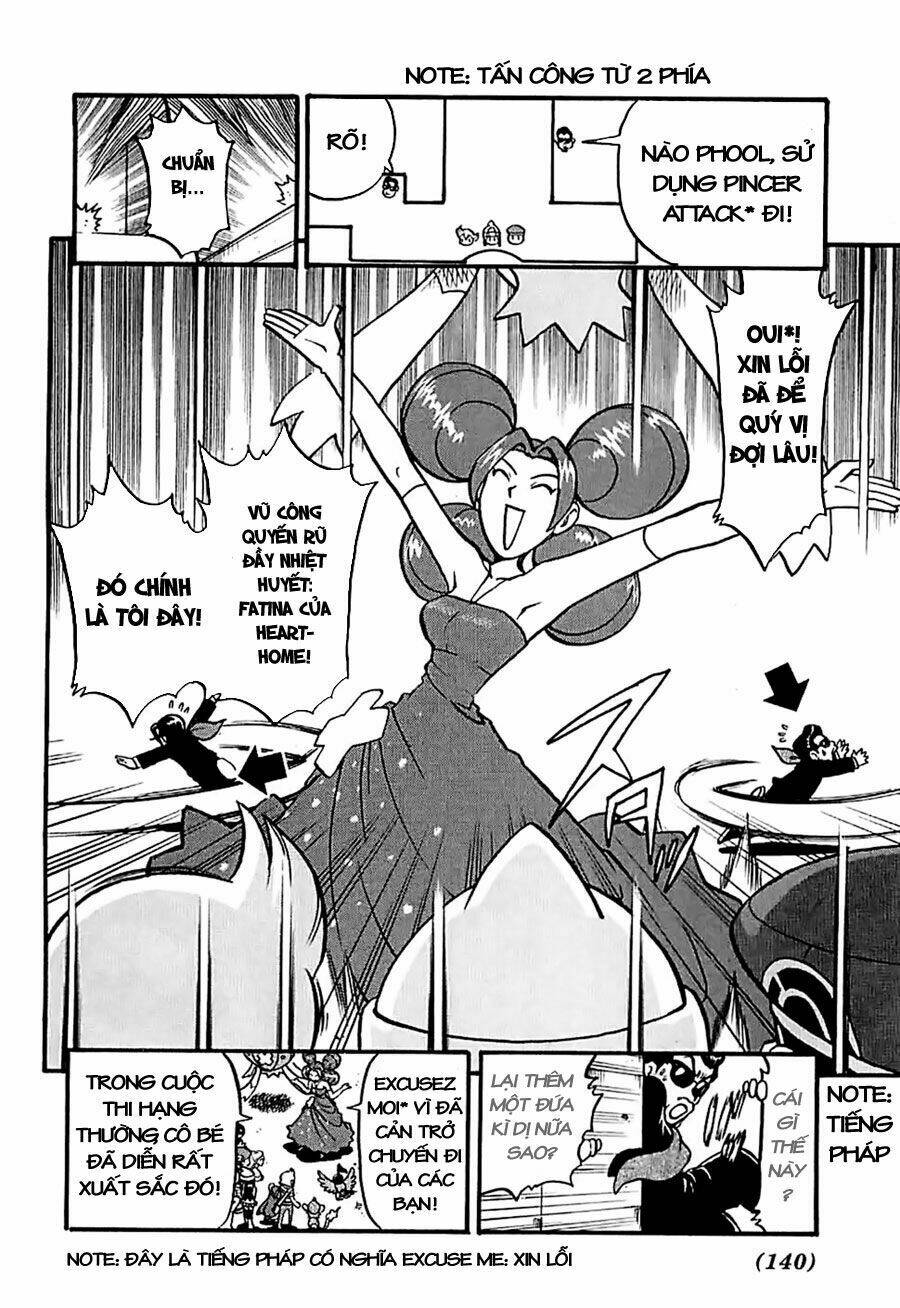 NOTE: TẤN CÔNG TỪ 2 PHÍA
NÀO PHOOL, SỬ
DỤNG PINCER
ATTACK* ĐI!
RÕ!
CHUẨN
BỊ...
OUI*!
XIN LỖI
ĐÃ ĐỂ
QUÝ VỊ
ĐỢI LÂU!
VŨ CÔNG
QUYẾN RŨ
ĐẦY NHIỆT
HUYẾT:
FATINA CỦA
HEART-
HOME!
ĐÓ CHÍNH
LÀ TÔI ĐÂY!
NOTE:
TIẾNG
PHÁP
CÁI
GÌ
THẾ
NÀY
?
LẠI THÊM
MỘT ĐỨA
KÌ DỊ NỮA
SAO?
EXCUSEZ
MOI* VÌ ĐÃ
CẢN TRỞ
CHUYẾN ĐI
CỦA CÁC
BẠN!
TRONG CUỘC
THI HẠNG
THƯỜNG CÔ BÉ
ĐÃ DIỄN RẤT
XUẤT SẮC ĐÓ!
NOTE: ĐÂY LÀ TIẾNG PHÁP CÓ NGHĨA EXCUSE ME: XIN LỖI
(140)